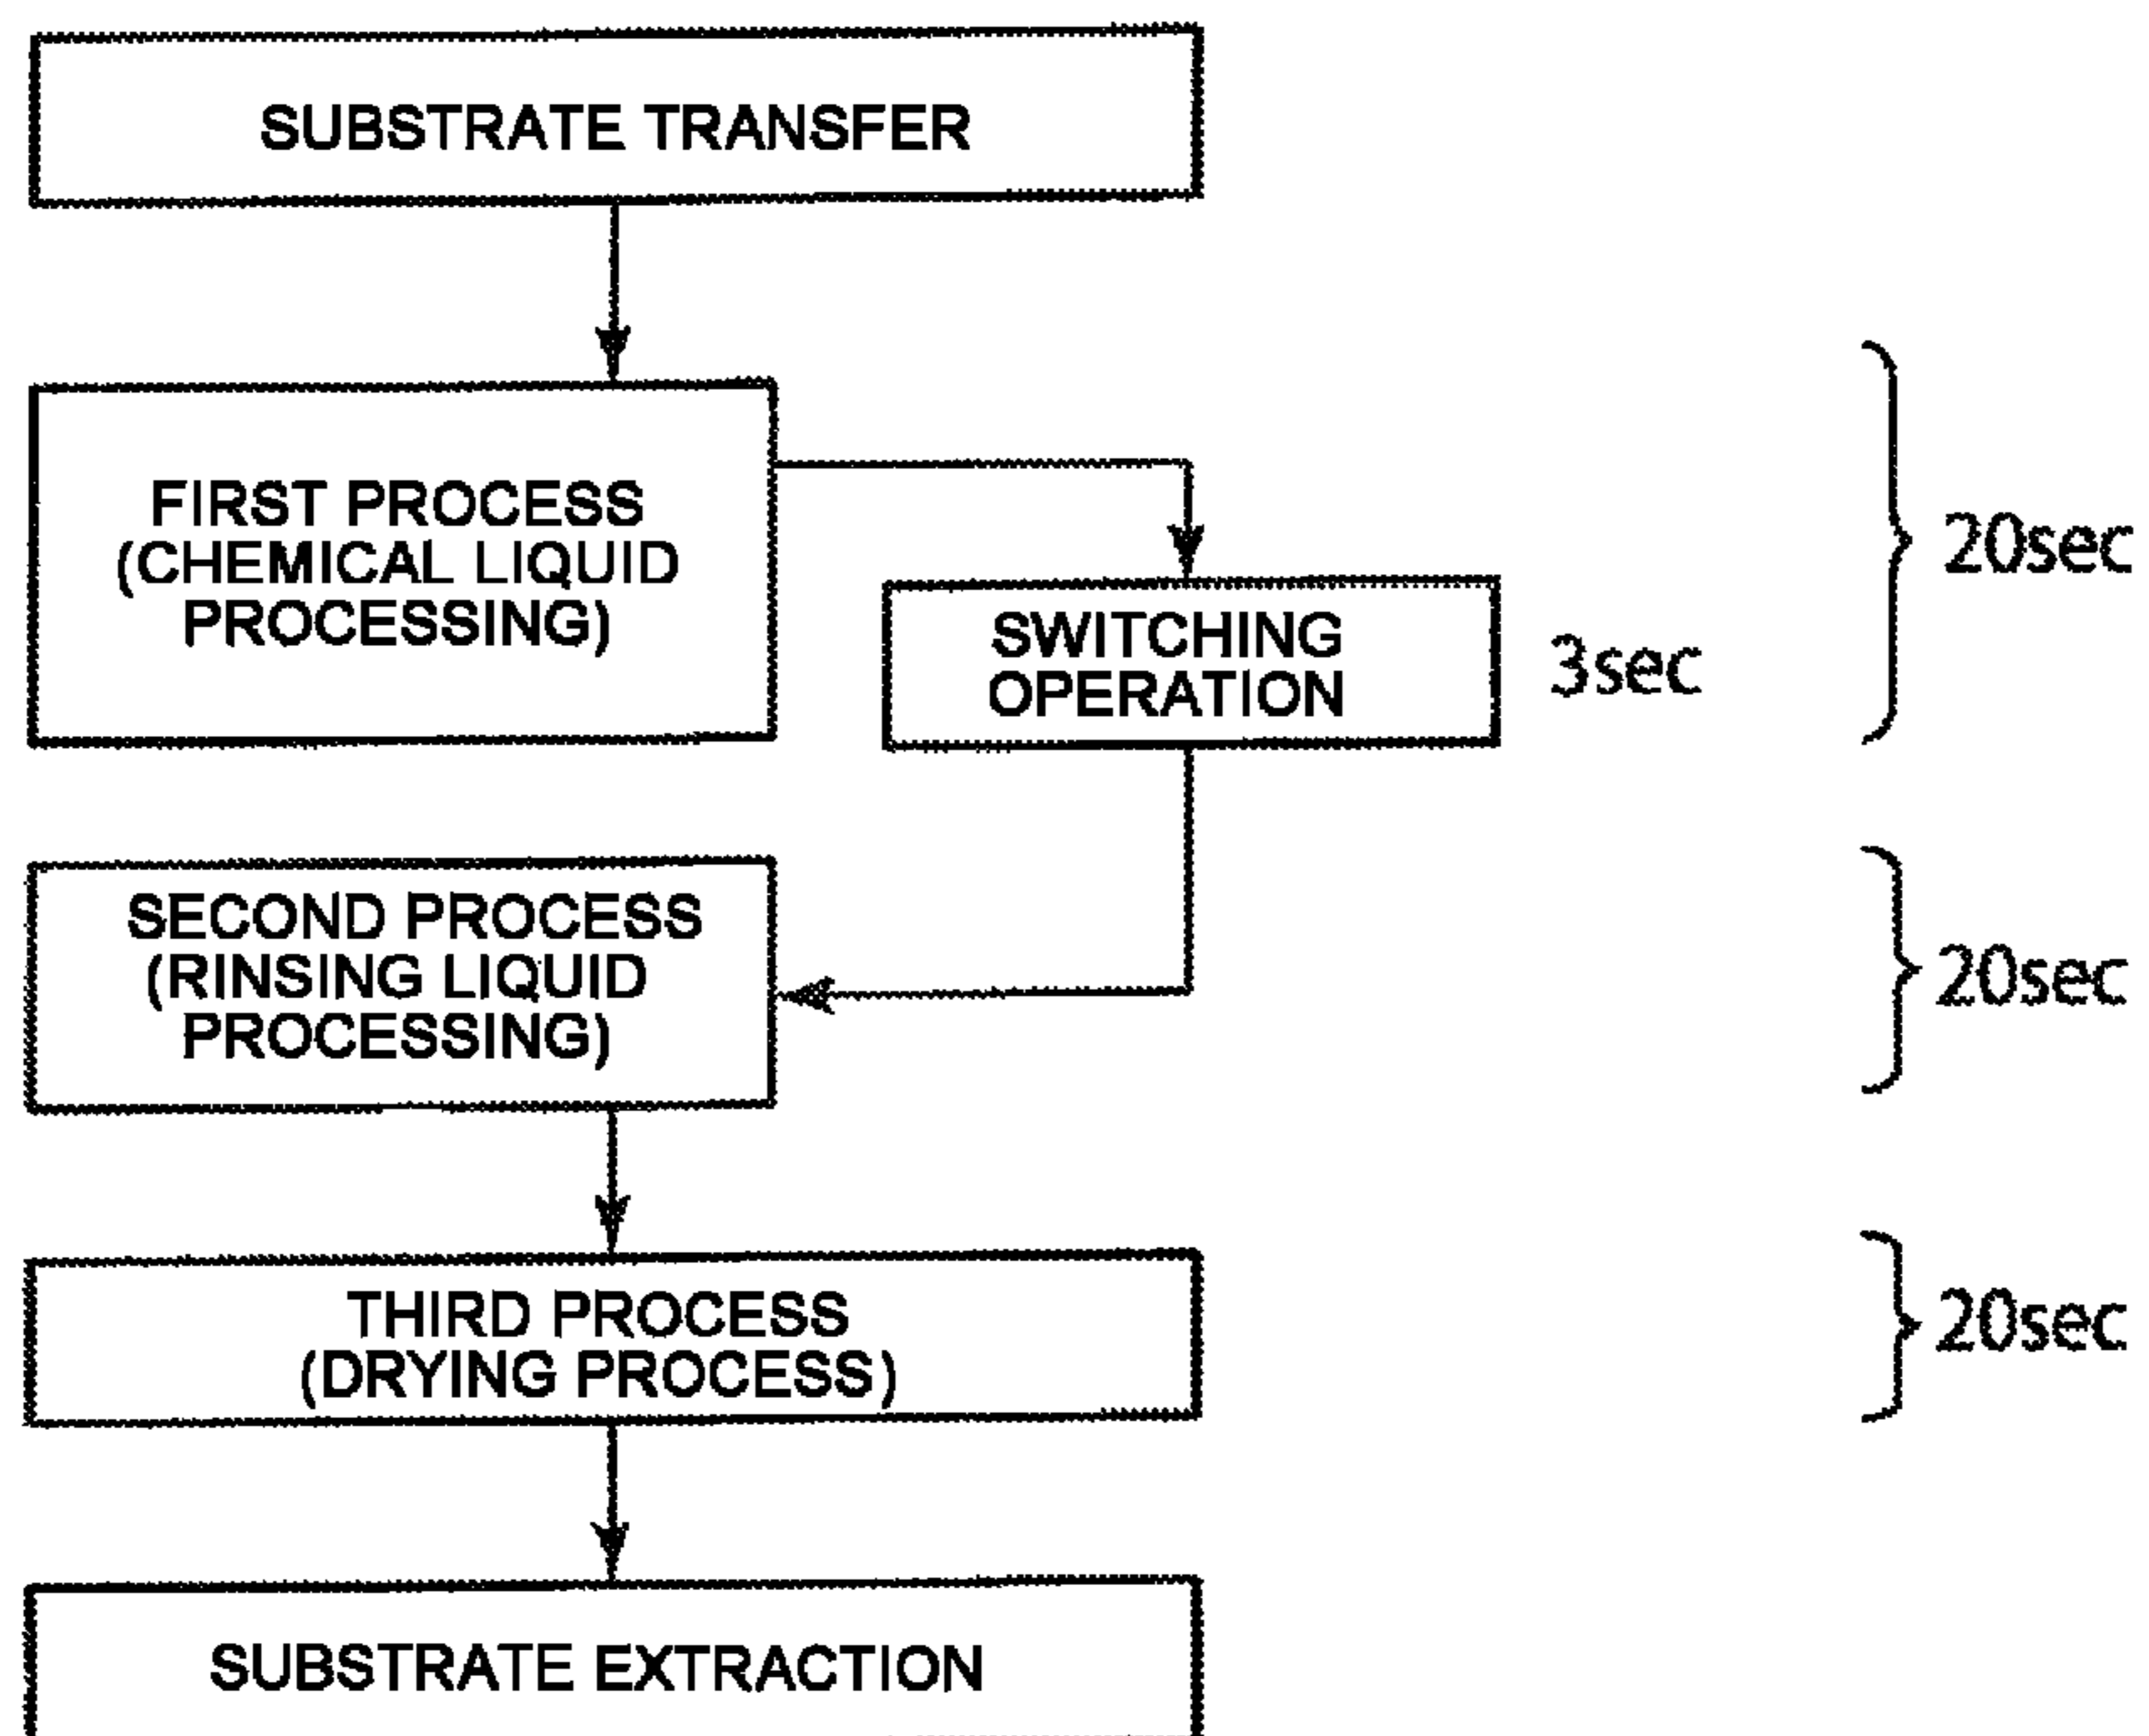 SUBSTRATE TRANSFER
FIRST PROCESS
(CHEMICAL LIQUID
PROCESSING)
20sec
SWITCHING
OPERATION
3sec
SECOND PROCESS
(RINSING LIQUID
PROCESSING)
20sec
THIRD PROCESS
(DRYING PROCESS)
20sec
SUBSTRATE EXTRACTION